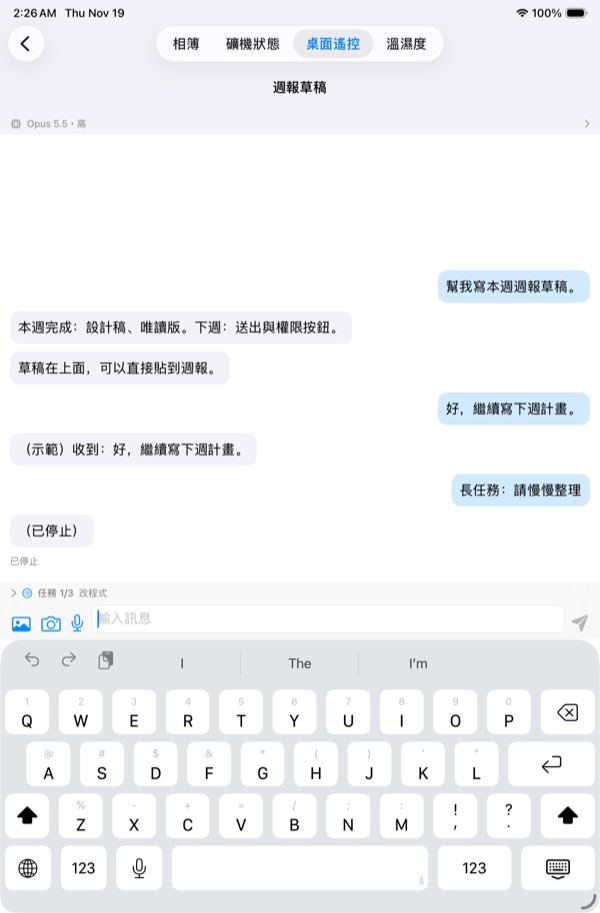 2:26 AM Thu Nov 19 100%
相薄 礦機狀態 桌面遙控 溫濕度
週報草稿
Opus 5.5・高
幫我寫本週週報草稿。
本週完成：設計稿、唯讀版。下週：送出與權限按鈕。
草稿在上面，可以直接貼到週報。
好，繼續寫下週計畫。
（示範）收到：好，繼續寫下週計畫。
長任務：請慢慢整理
（已停止）
已停止
任務 1/3 改程式
輸入訊息
I The I'm
1 2 3 4 5 6 7 8 9 0
Q W E R T Y U I O P
@ # $ & * ( ) ' "
A S D F G H J K L
% - + = / ; : ! ?
Z X C V B N M , .
123 A 123